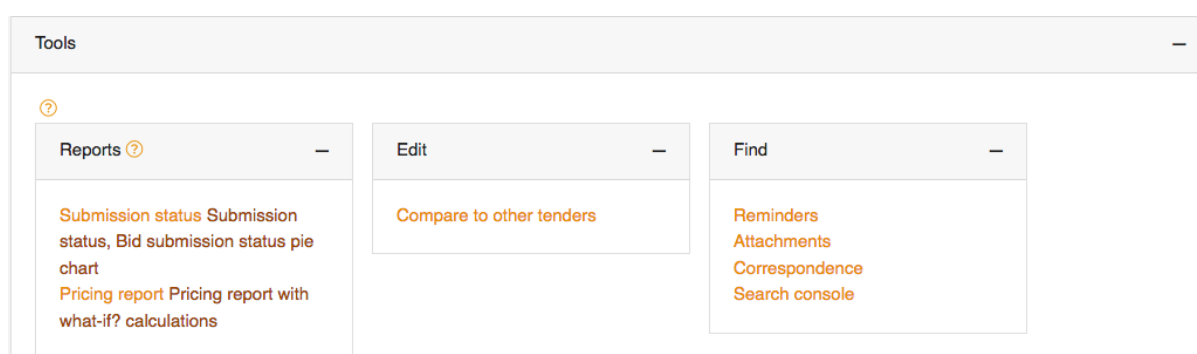 Tools
Reports
Submission status Submission
status, Bid submission status pie
chart
Pricing report Pricing report with
what-if? calculations
Edit
Compare to other tenders
Find
Reminders
Attachments
Correspondence
Search console